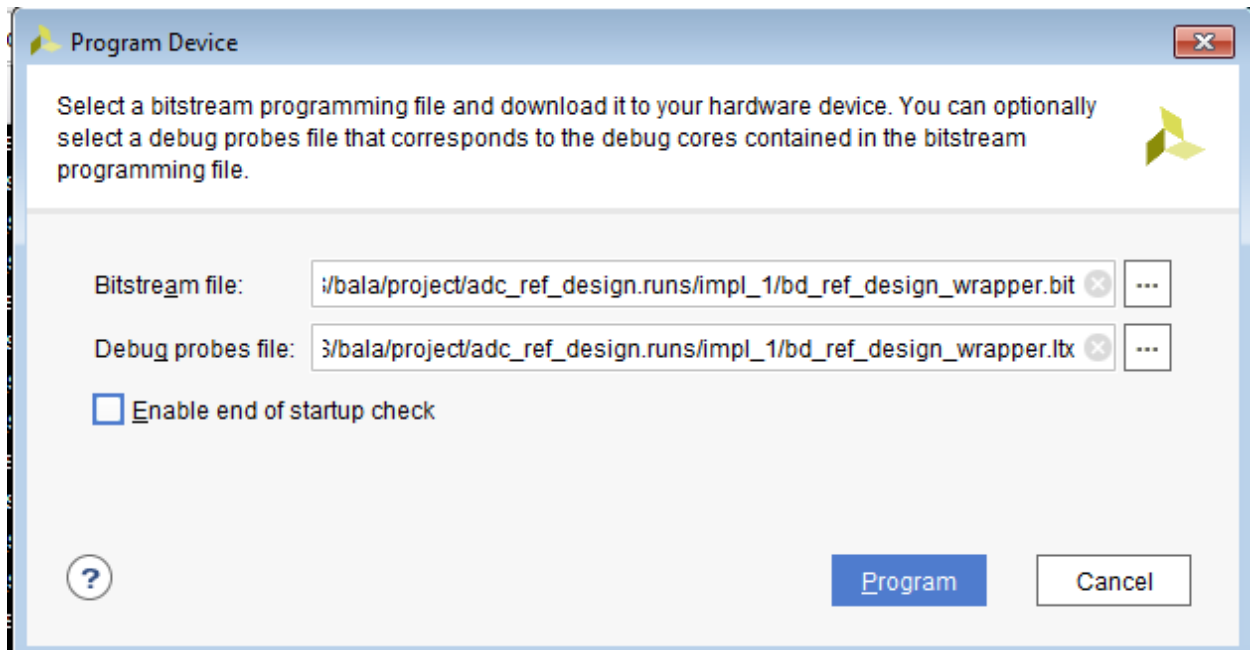 Program Device
Select a bitstream programming file and download it to your hardware device. You can optionally
select a debug probes file that corresponds to the debug cores contained in the bitstream
programming file.
Bitstream file: /bala/project/adc_ref_design.runs/impl_1/bd_ref_design_wrapper.bit ...
Debug probes file: /bala/project/adc_ref_design.runs/impl_1/bd_ref_design_wrapper.ltx ...
Enable end of startup check
? Program Cancel